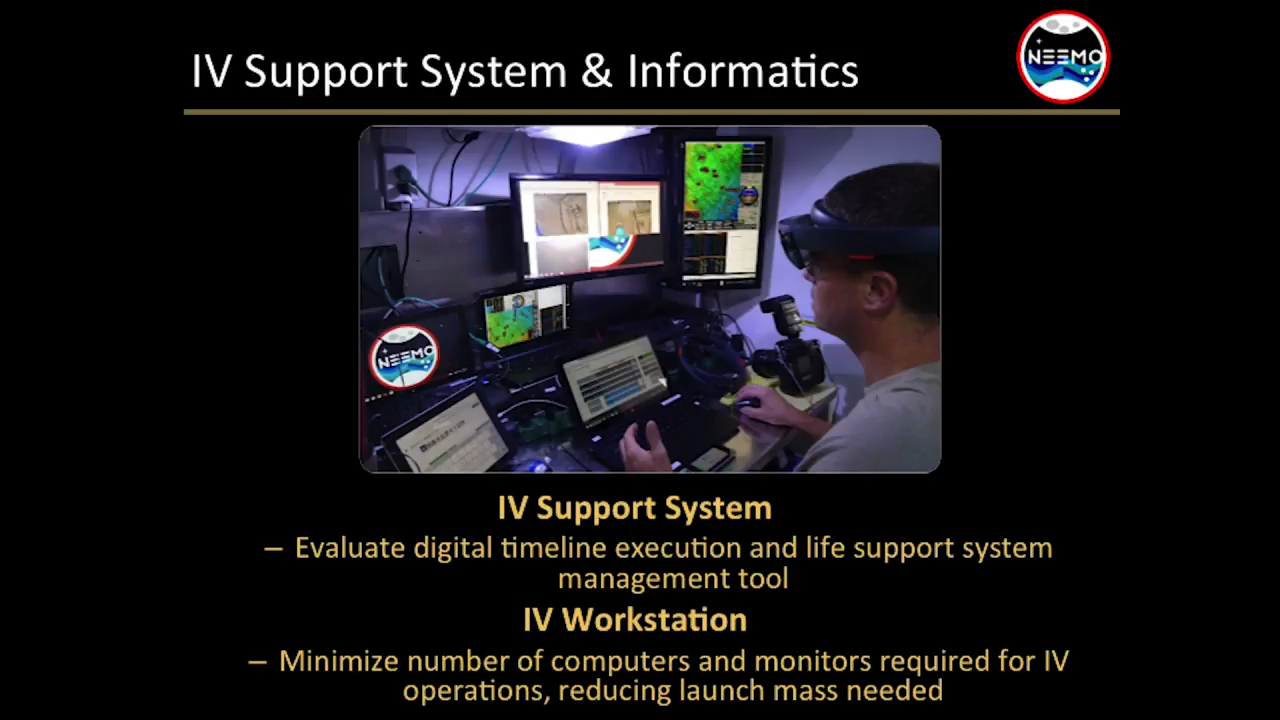 IV Support System & Informatics
NEEMO
NEEMO
IV Support System
– Evaluate digital timeline execution and life support system
management tool
IV Workstation
– Minimize number of computers and monitors required for IV
operations, reducing launch mass needed